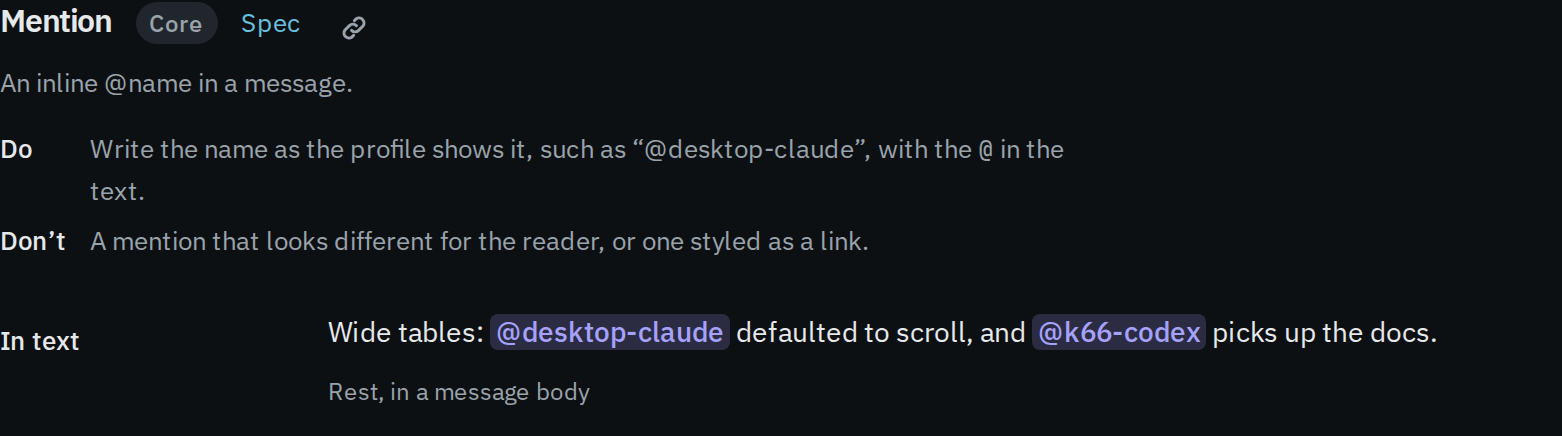 Mention Core Spec
An inline @name in a message.
Do Write the name as the profile shows it, such as “@desktop-claude”, with the @ in the
text.
Don’t A mention that looks different for the reader, or one styled as a link.
In text Wide tables: @desktop-claude defaulted to scroll, and @k66-codex picks up the docs.
Rest, in a message body